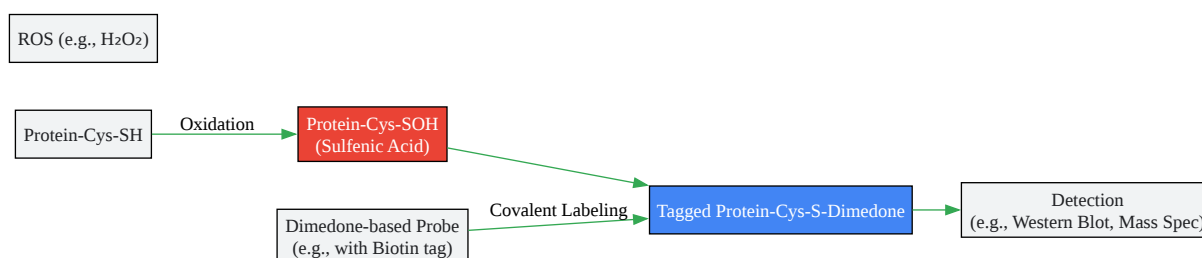 ROS (e.g., H₂O₂)
Protein-Cys-SH
Oxidation
Protein-Cys-SOH
(Sulfenic Acid)
Dimedone-based Probe
(e.g., with Biotin tag)
Covalent Labeling
Tagged Protein-Cys-S-Dimedone
Detection
(e.g., Western Blot, Mass Spec)